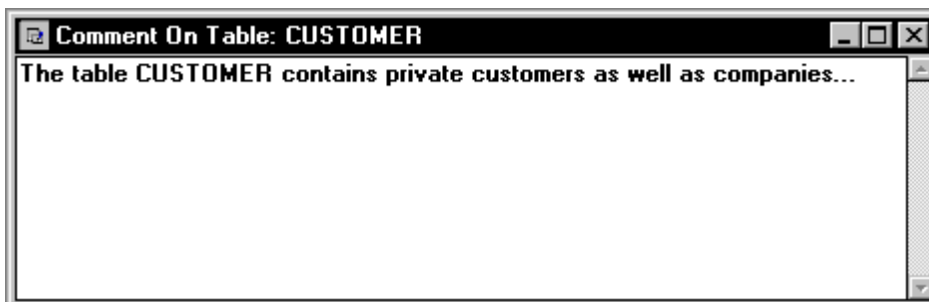 Comment On Table: CUSTOMER
The table CUSTOMER contains private customers as well as companies...